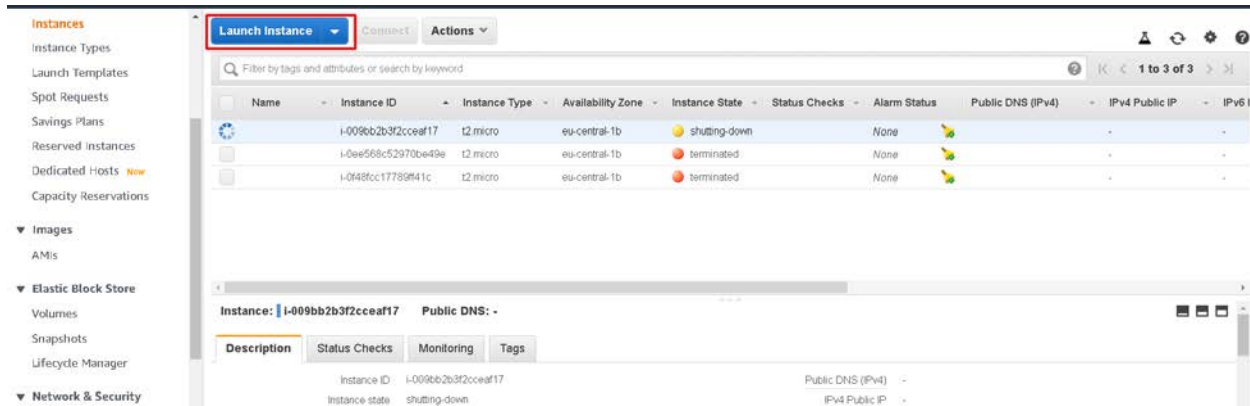 Instances
Instance Types
Launch Templates
Spot Requests
Savings Plans
Reserved Instances
Dedicated Hosts New
Capacity Reservations
Images
AMIs
Elastic Block Store
Volumes
Snapshots
Lifecycle Manager
Network & Security
Launch Instance Connect Actions
Filter by tags and attributes or search by keyword 1 to 3 of 3
Name Instance ID Instance Type Availability Zone Instance State Status Checks Alarm Status Public DNS (IPv4) IPv4 Public IP IPv6
i-009bb2b3f2cceaf17 t2.micro eu-central-1b shutting-down None - -
i-0ee568c52970be49e t2.micro eu-central-1b terminated None - -
i-0f48fcc17789ff41c t2.micro eu-central-1b terminated None - -
Instance: i-009bb2b3f2cceaf17 Public DNS: -
Description Status Checks Monitoring Tags
Instance ID i-009bb2b3f2cceaf17 Public DNS (IPv4) -
Instance state shutting-down IPv4 Public IP -